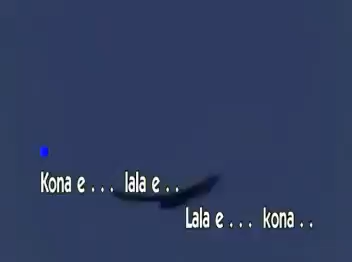 Kona e . . .  lala e . .
Lala e . . .  kona . .